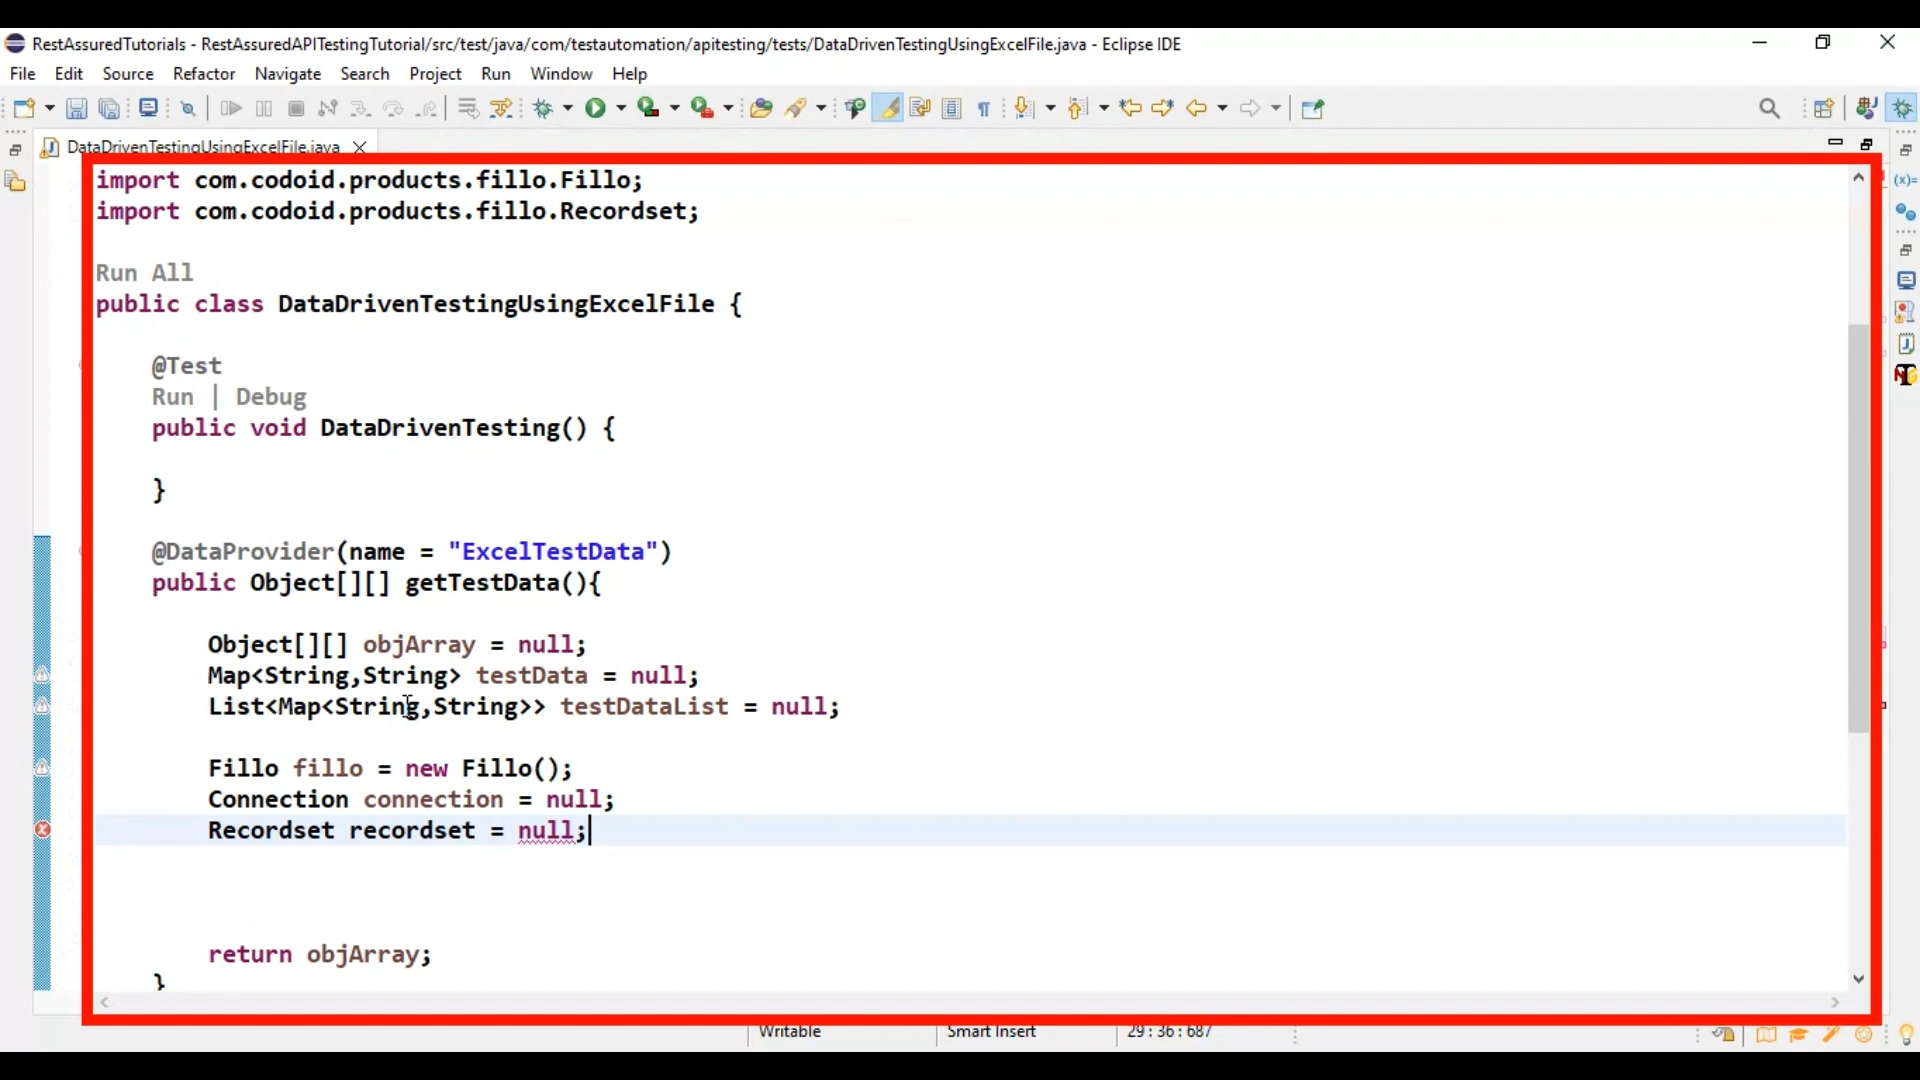 RestAssuredTutorials - RestAssuredAPITestingTutorial/src/test/java/com/testautomation/apitesting/tests/DataDrivenTestingUsingExcelFile.java - Eclipse IDE
File Edit Source Refactor Navigate Search Project Run Window Help
DataDrivenTestingUsingExcelFile.java
import com.codoid.products.fillo.Fillo;
import com.codoid.products.fillo.Recordset;
Run All
public class DataDrivenTestingUsingExcelFile {
@Test
Run | Debug
public void DataDrivenTesting() {
}
@DataProvider(name = "ExcelTestData")
public Object[][] getTestData(){
Object[][] objArray = null;
Map<String,String> testData = null;
List<Map<String,String>> testDataList = null;
Fillo fillo = new Fillo();
Connection connection = null;
Recordset recordset = null;
return objArray;
}
Writable Smart Insert 29 : 36 : 687